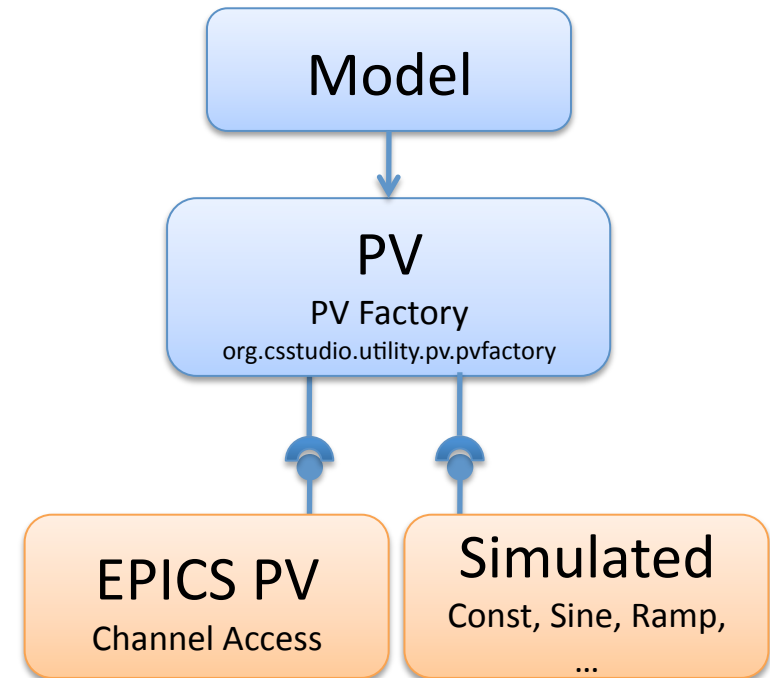 Model
PV
PV Factory
org.csstudio.utility.pv.pvfactory
EPICS PV
Channel Access
Simulated
Const, Sine, Ramp,
...